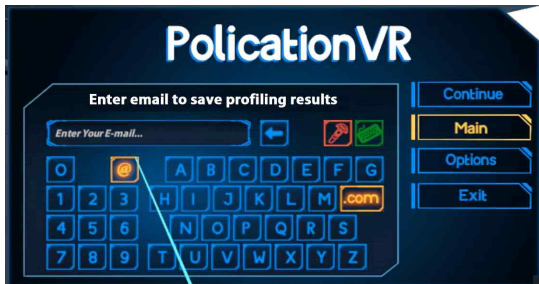 PolicationVR
Enter email to save profiling results
Enter Your E-mail...
0 @ A B C D E F G
1 2 3 H I J K L M .com
4 5 6 N O P Q R S
7 8 9 T U V W X Y Z
Continue
Main
Options
Exit